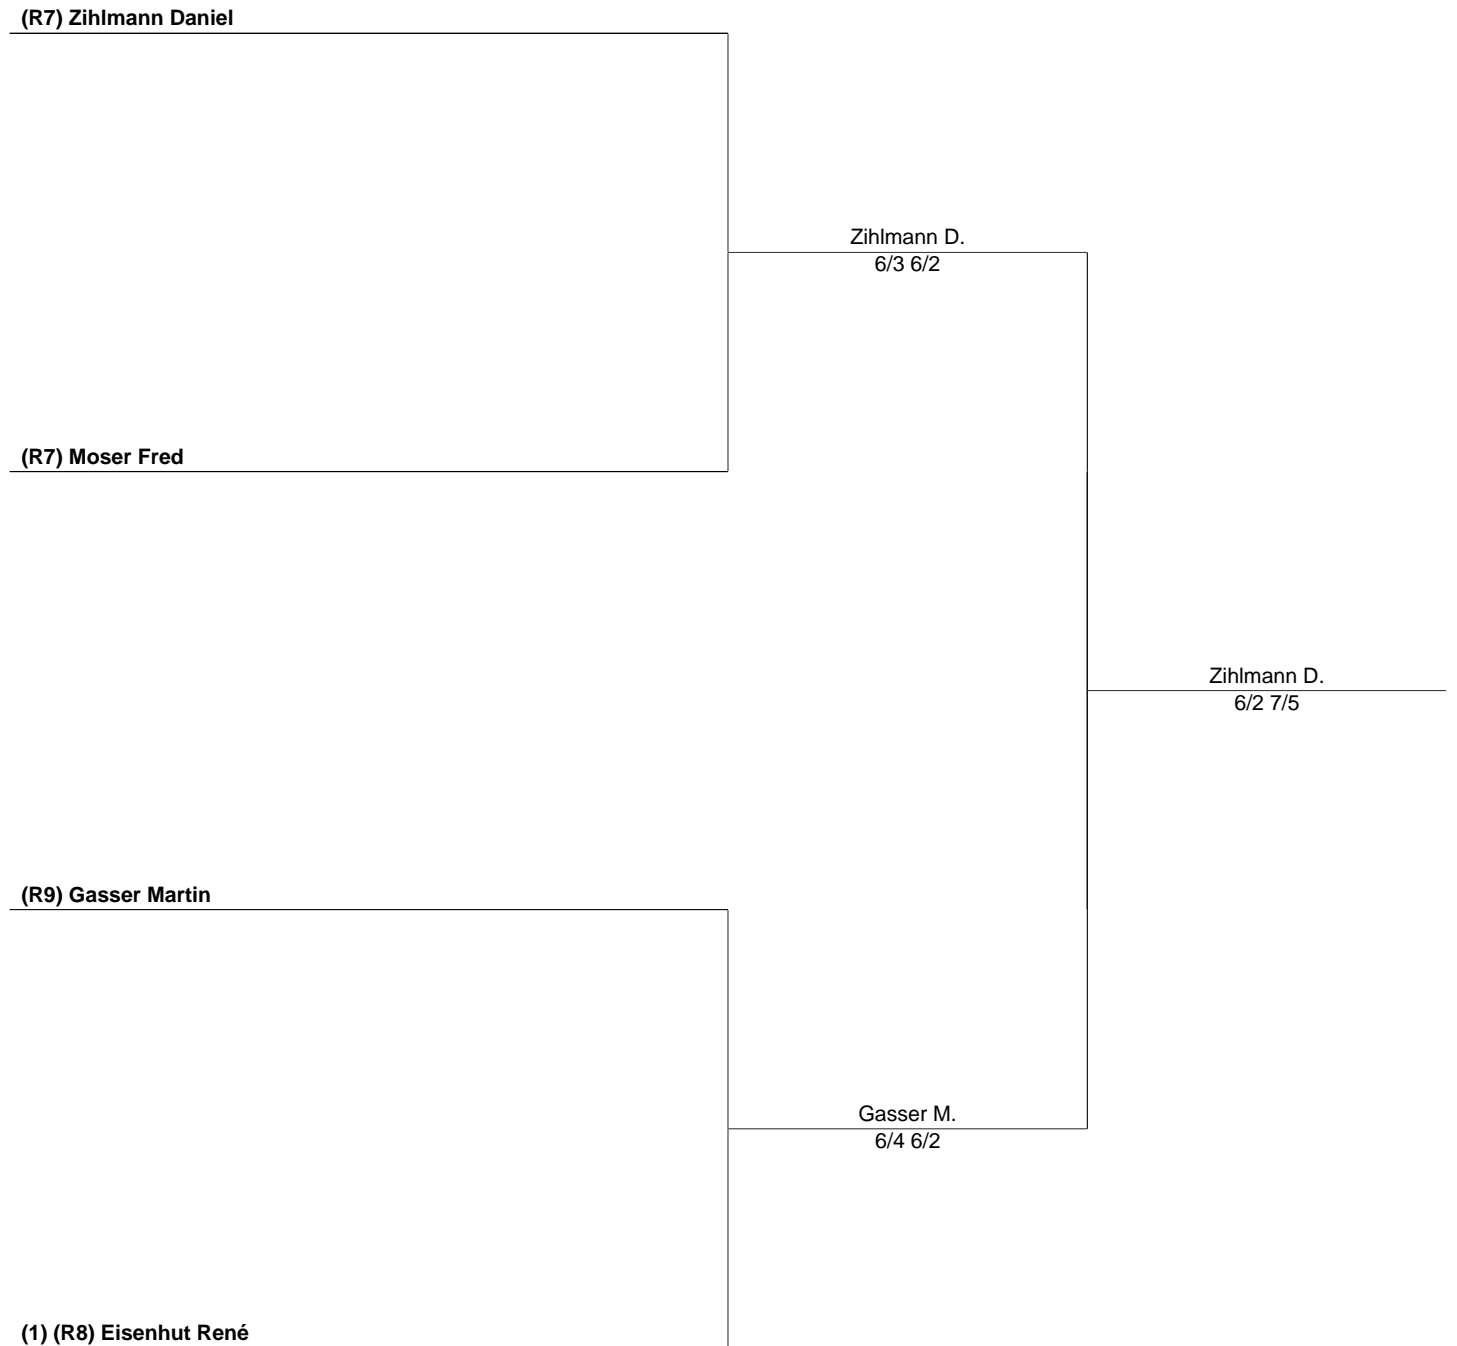 (R7) Zihlmann Daniel
Zihlmann D.
6/3 6/2
(R7) Moser Fred
Zihlmann D.
6/2 7/5
(R9) Gasser Martin
Gasser M.
6/4 6/2
(1) (R8) Eisenhut René